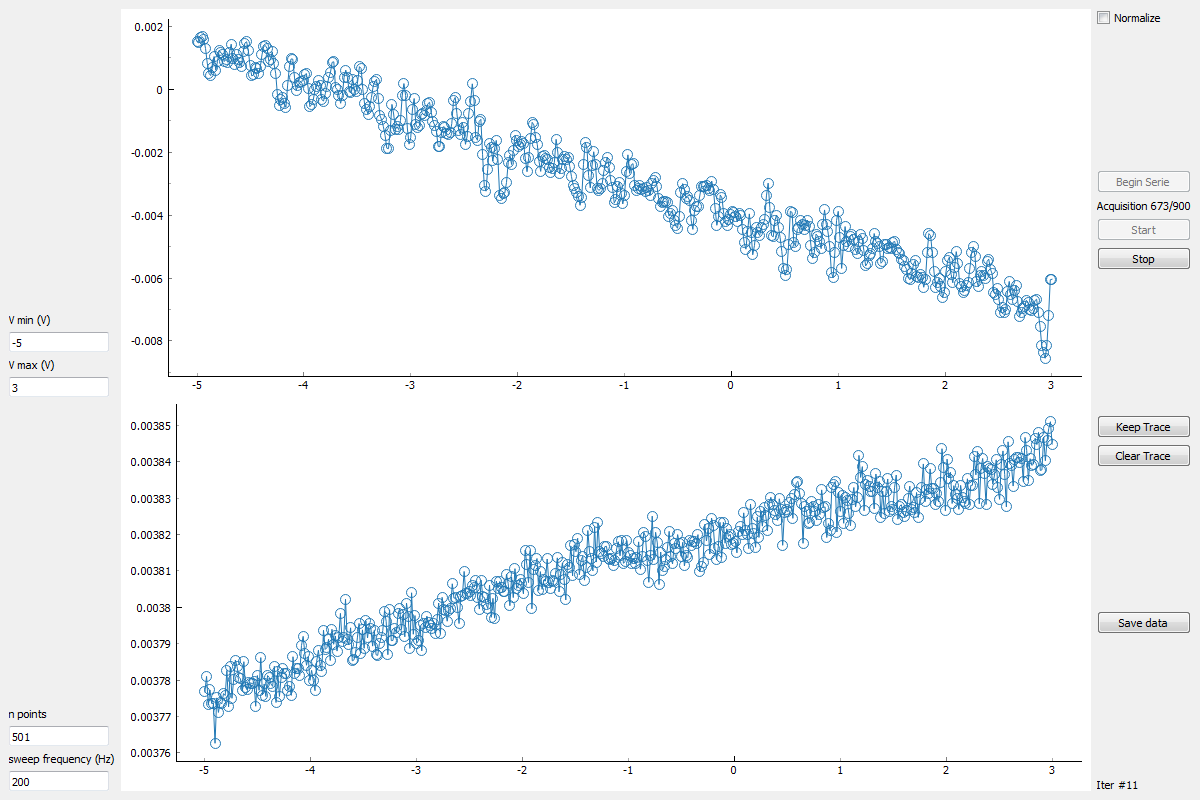 Normalize
0.002
0
-0.002
-0.004
-0.006
-0.008
-5 -4 -3 -2 -1 0 1 2 3
Begin Serie
Acquisition 673/900
Start
Stop
V min (V)
-5
V max (V)
3
0.00385
0.00384
0.00383
0.00382
0.00381
0.0038
0.00379
0.00378
0.00377
0.00376
-5 -4 -3 -2 -1 0 1 2 3
Keep Trace
Clear Trace
Save data
n points
501
sweep frequency (Hz)
200
Iter #11